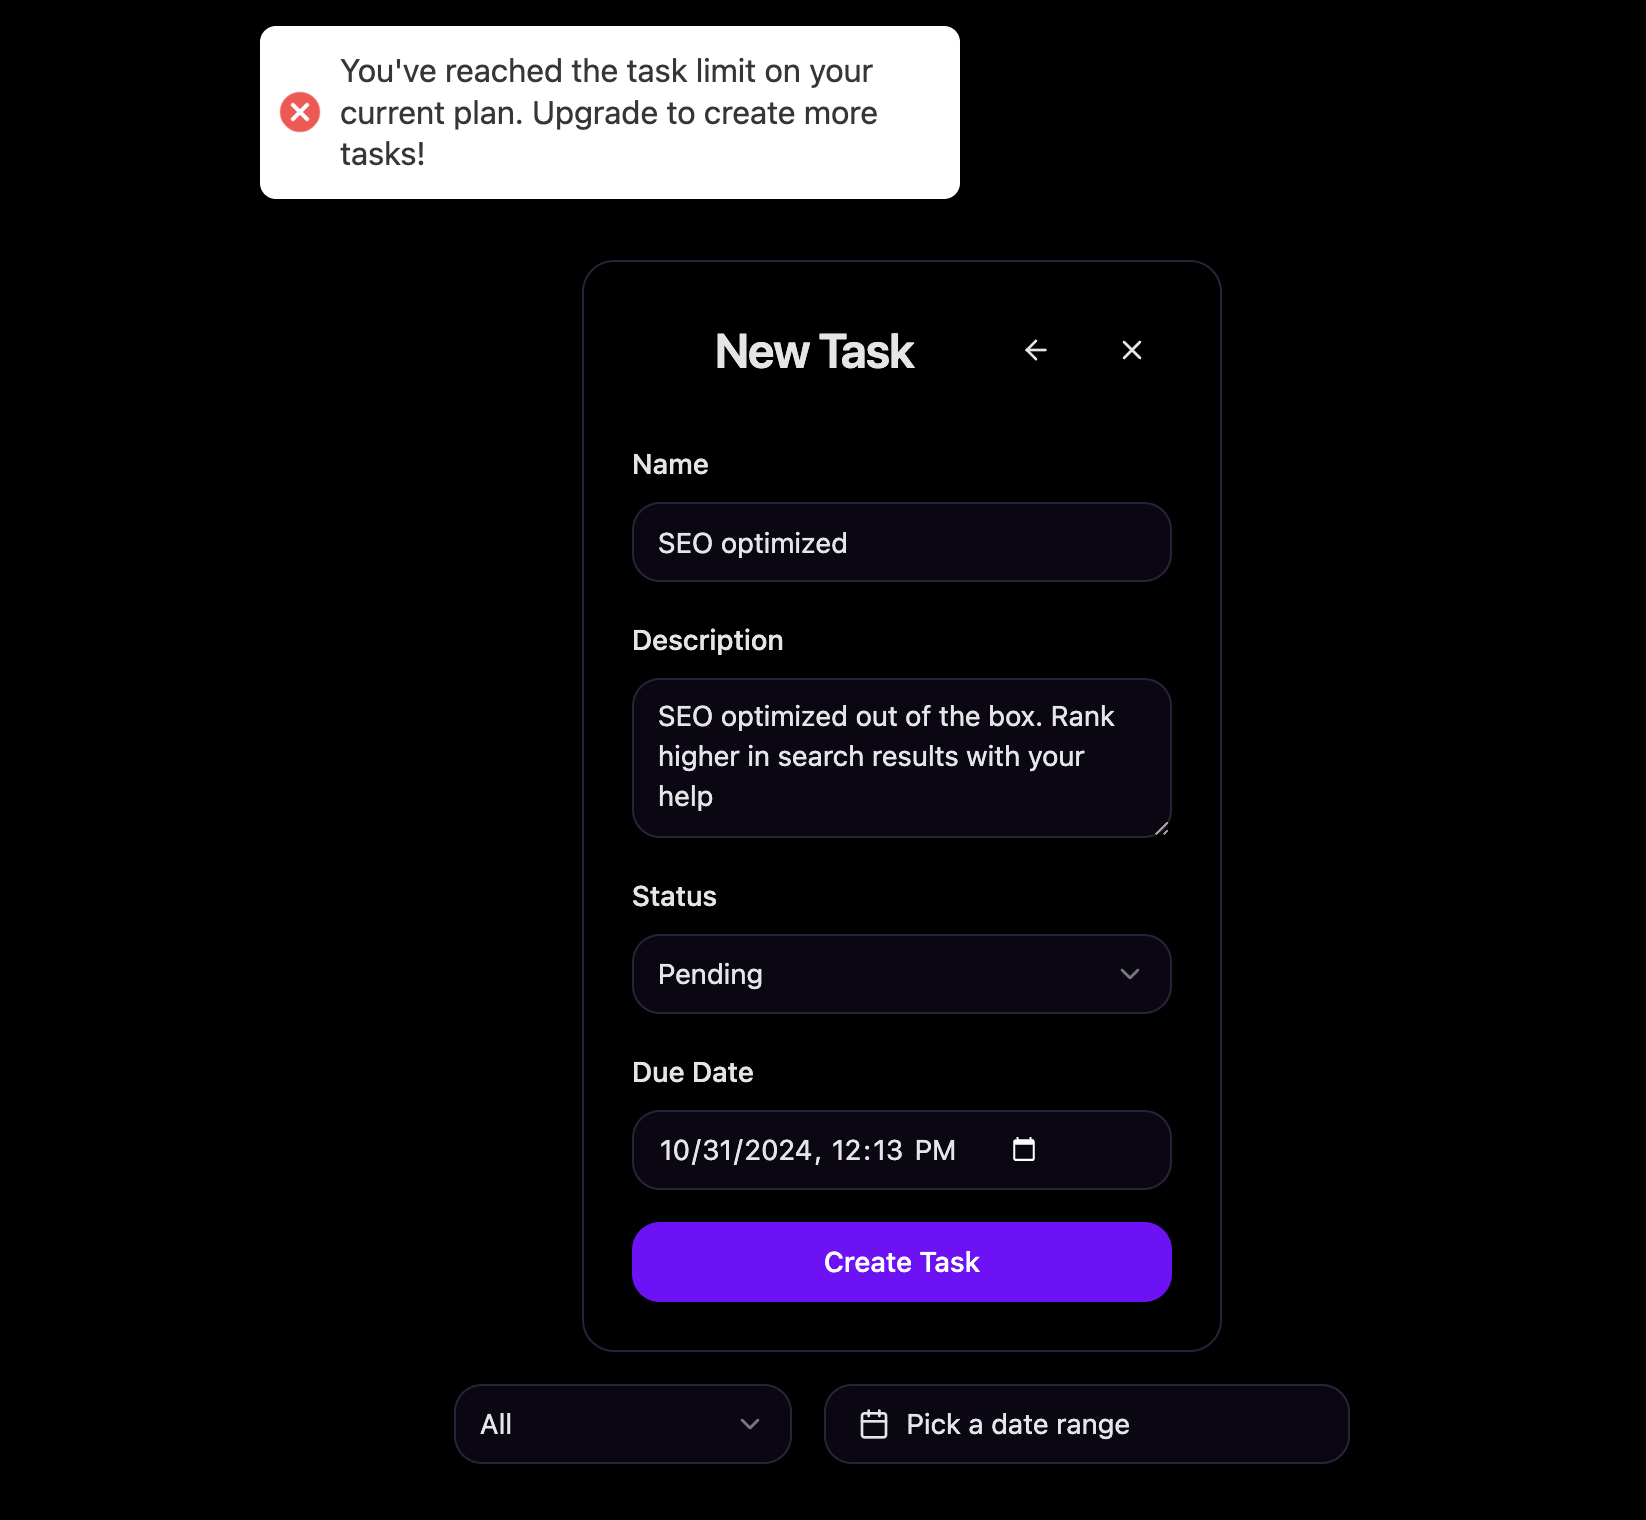 You've reached the task limit on your
current plan. Upgrade to create more
tasks!
New Task
Name
SEO optimized
Description
SEO optimized out of the box. Rank
higher in search results with your
help
Status
Pending
Due Date
10/31/2024, 12:13 PM
Create Task
All
Pick a date range